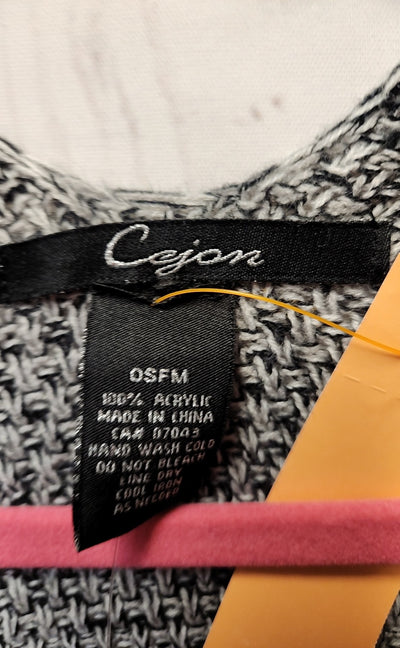 Cejon
OSFM
100% ACRYLIC
MADE IN CHINA
CA# 07043
HAND WASH COLD
DO NOT BLEACH
LINE DRY
COOL IRON
AS NEEDED